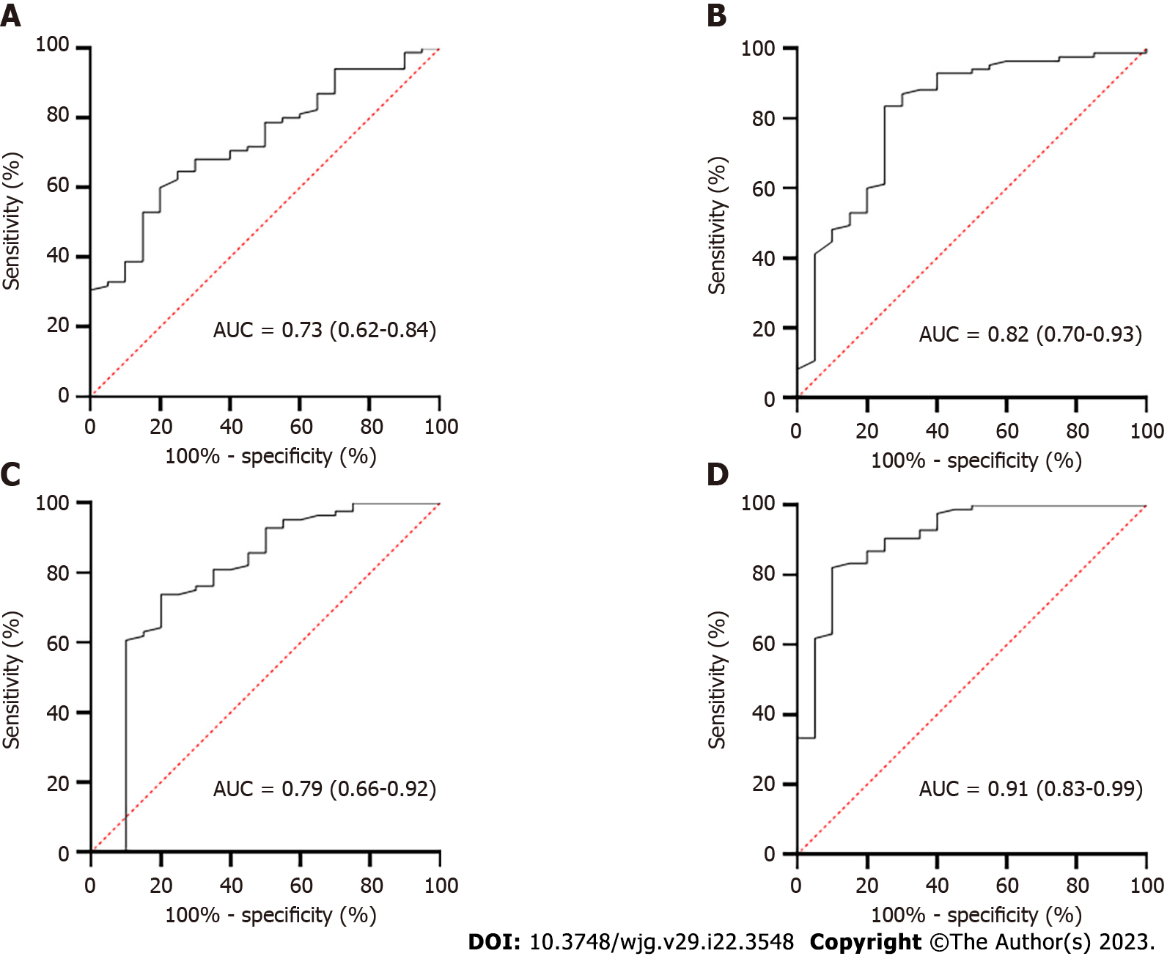 A
100
80
60
40
20
0
Sensitivity (%)
AUC = 0.73 (0.62-0.84)
0 20 40 60 80 100
100% - specificity (%)
B
100
80
60
40
20
0
Sensitivity (%)
AUC = 0.82 (0.70-0.93)
0 20 40 60 80 100
100% - specificity (%)
C
100
80
60
40
20
0
Sensitivity (%)
AUC = 0.79 (0.66-0.92)
0 20 40 60 80 100
100% - specificity (%)
D
100
80
60
40
20
0
Sensitivity (%)
AUC = 0.91 (0.83-0.99)
0 20 40 60 80 100
100% - specificity (%)
DOI: 10.3748/wjg.v29.i22.3548 Copyright ©The Author(s) 2023.